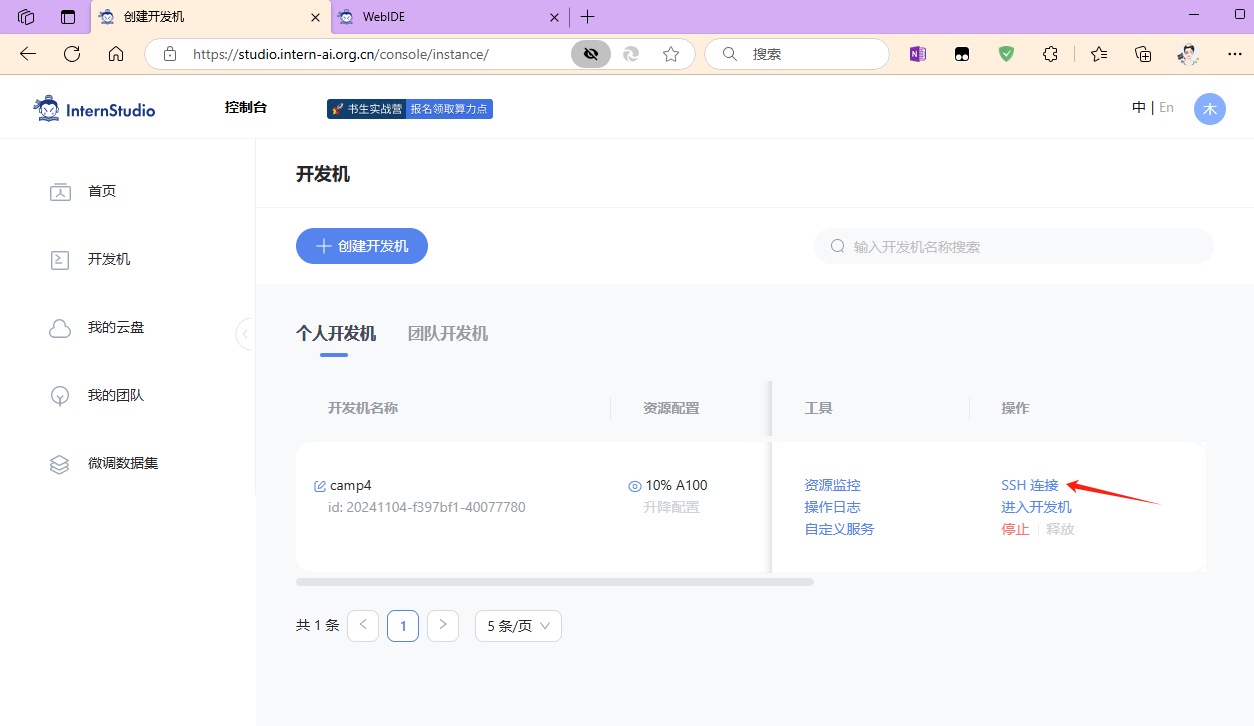 创建开发机
WebIDE
https://studio.intern-ai.org.cn/console/instance/
搜索
InternStudio
控制台
书生实战营 报名领取算力点
中 | En
木
首页
开发机
我的云盘
我的团队
微调数据集
开发机
创建开发机
输入开发机名称搜索
个人开发机 团队开发机
开发机名称 资源配置 工具 操作
camp4 10% A100 资源监控 SSH 连接
id: 20241104-f397bf1-40077780 升降配置 操作日志 进入开发机
自定义服务 停止 释放
共 1 条 1 5 条/页